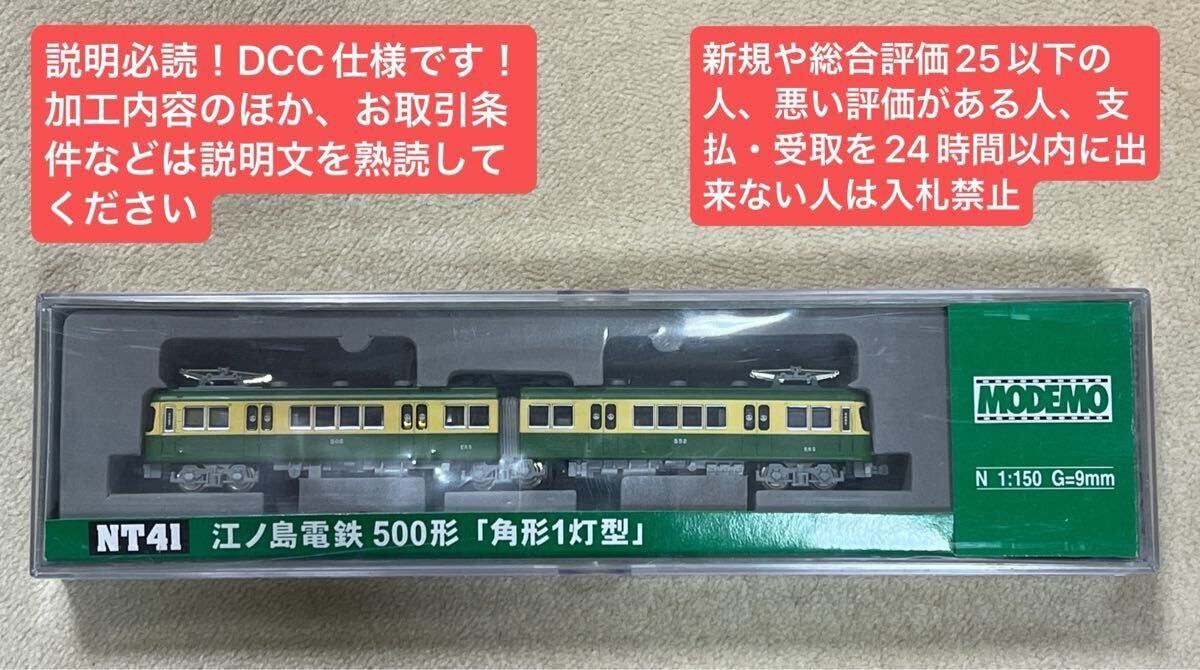 説明必読！DCC仕様です！
加工内容のほか、お取引条
件などは説明文を熟読して
ください
新規や総合評価25以下の
人、悪い評価がある人、支
払・受取を24時間以内に出
来ない人は入札禁止
MODEMO
N 1:150 G=9mm
NT41 江ノ島電鉄500形「角形1灯型」